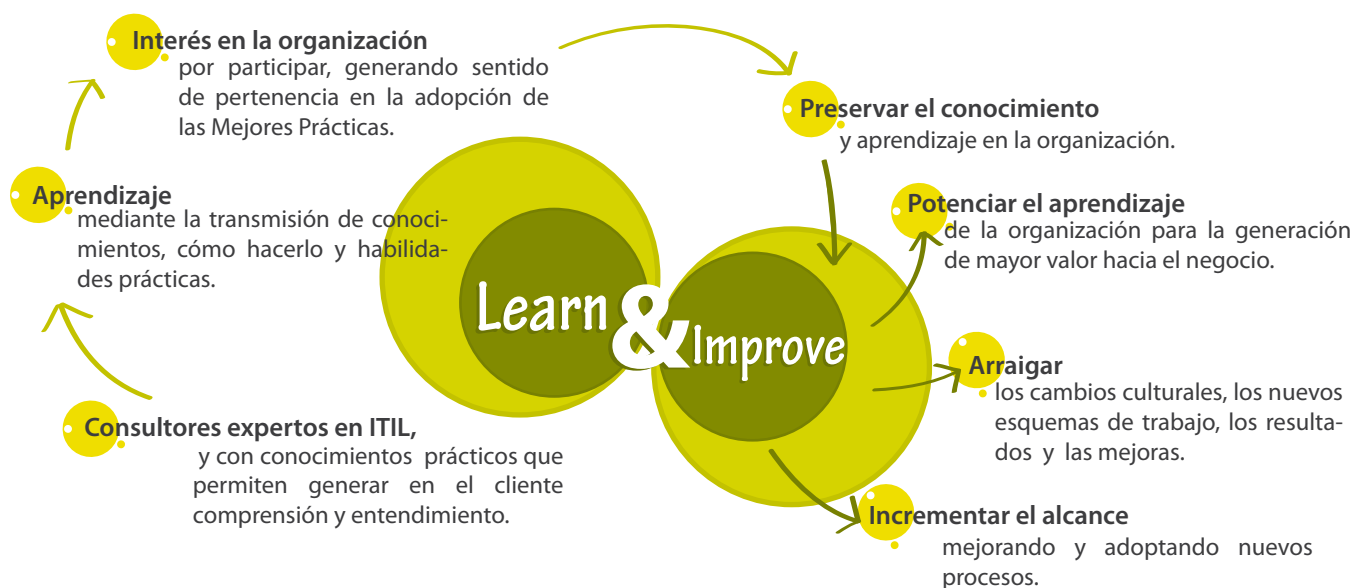 Interés en la organización
por participar, generando sentido
de pertenencia en la adopción de
las Mejores Prácticas.
Aprendizaje
mediante la transmisión de conoci-
mientos, cómo hacerlo y habilida-
des prácticas.
Consultores expertos en ITIL,
y con conocimientos prácticos que
permiten generar en el cliente
comprensión y entendimiento.
Learn
&
Improve
Preservar el conocimiento
y aprendizaje en la organización.
Potenciar el aprendizaje
de la organización para la generación
de mayor valor hacia el negocio.
Arraigar
los cambios culturales, los nuevos
esquemas de trabajo, los resulta-
dos y las mejoras.
Incrementar el alcance
mejorando y adoptando nuevos
procesos.